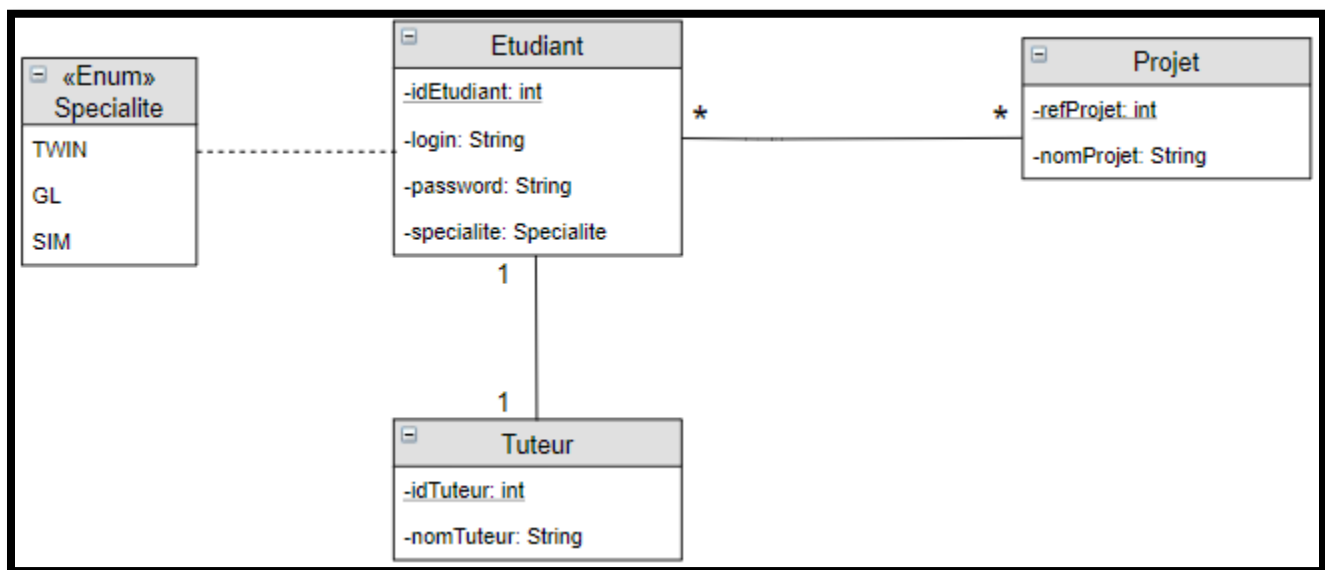 «Enum»
Specialite
TWIN
GL
SIM
Etudiant
-idEtudiant: int
-login: String
-password: String
-specialite: Specialite
*
*
Projet
-refProjet: int
-nomProjet: String
1
1
Tuteur
-idTuteur: int
-nomTuteur: String